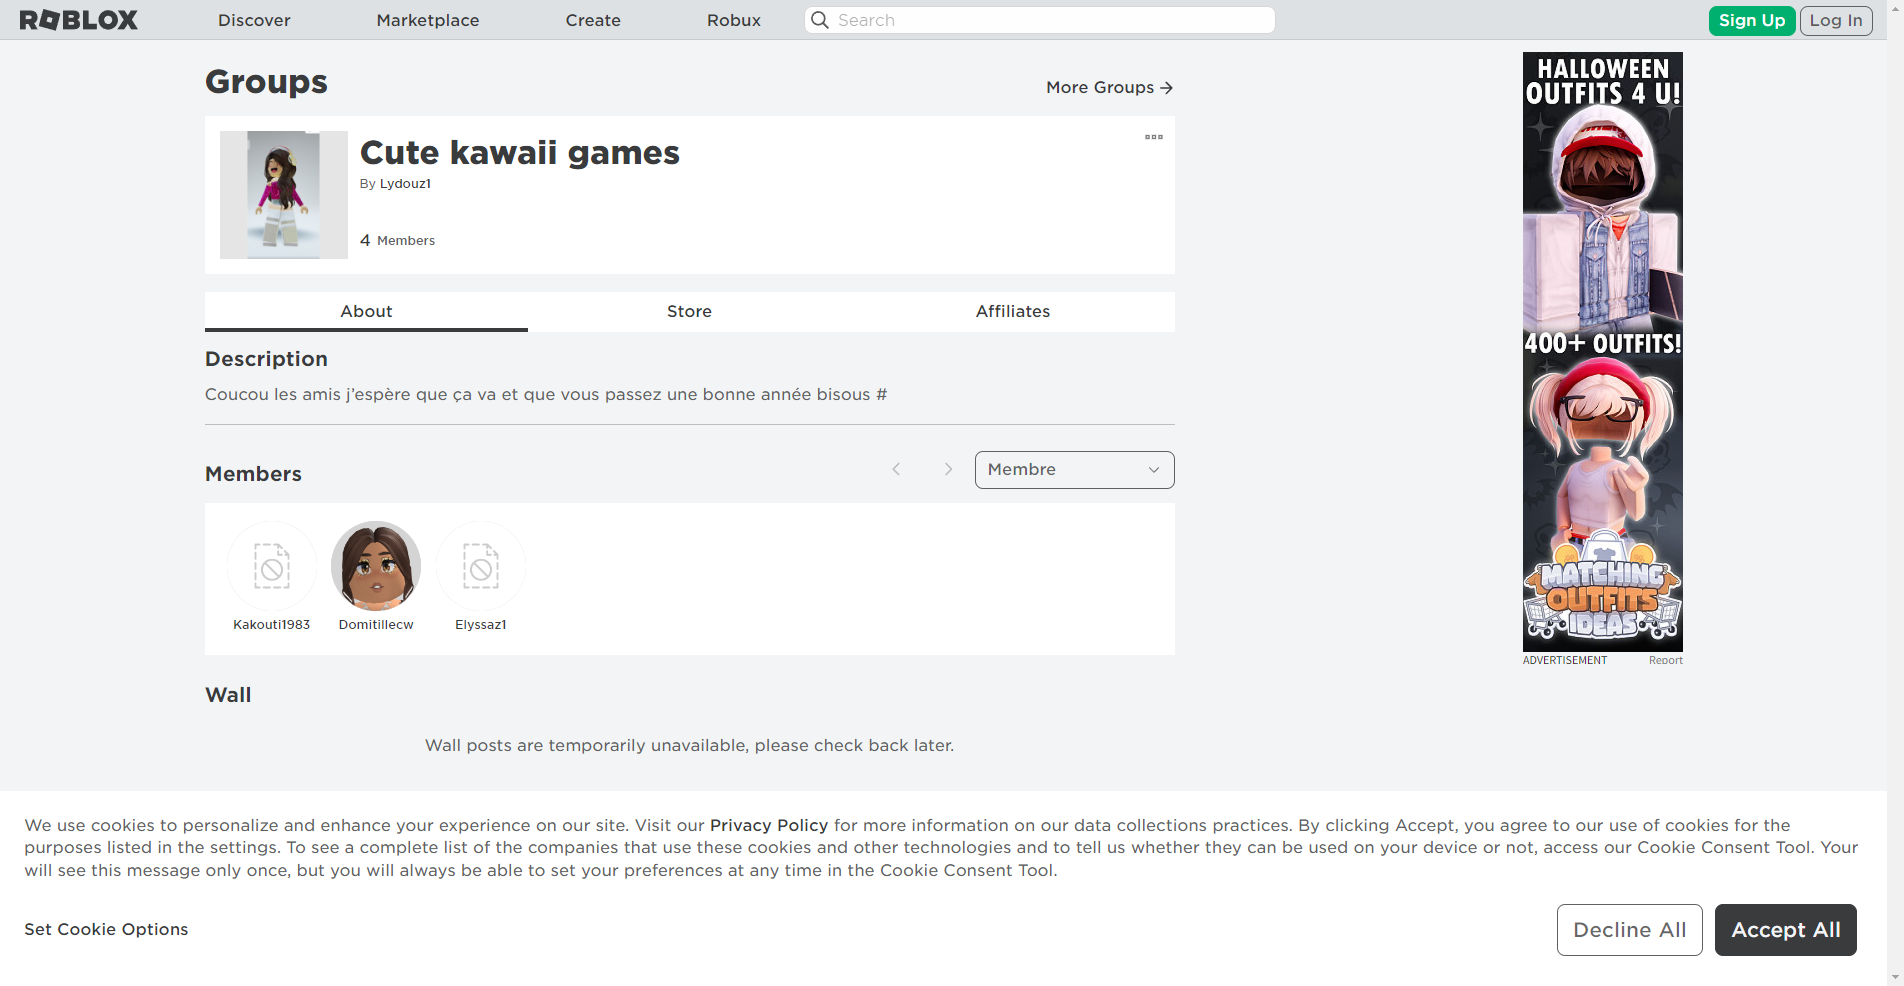 ROBLOX
Discover
Marketplace
Create
Robux
Search
Sign Up
Log In
Groups
More Groups
Cute kawaii games
By Lydouz1
4 Members
About
Store
Affiliates
Description
Coucou les amis j’espère que ça va et que vous passez une bonne année bisous #
Members
Membre
Kakouti1983
Domitillecw
Elyssaz1
Wall
Wall posts are temporarily unavailable, please check back later.
HALLOWEEN
OUTFITS 4 U!
400+ OUTFITS!
MATCHING
OUTFITS
IDEAS
ADVERTISEMENT
Report
We use cookies to personalize and enhance your experience on our site. Visit our Privacy Policy for more information on our data collections practices. By clicking Accept, you agree to our use of cookies for the
purposes listed in the settings. To see a complete list of the companies that use these cookies and other technologies and to tell us whether they can be used on your device or not, access our Cookie Consent Tool. Your
will see this message only once, but you will always be able to set your preferences at any time in the Cookie Consent Tool.
Set Cookie Options
Decline All
Accept All